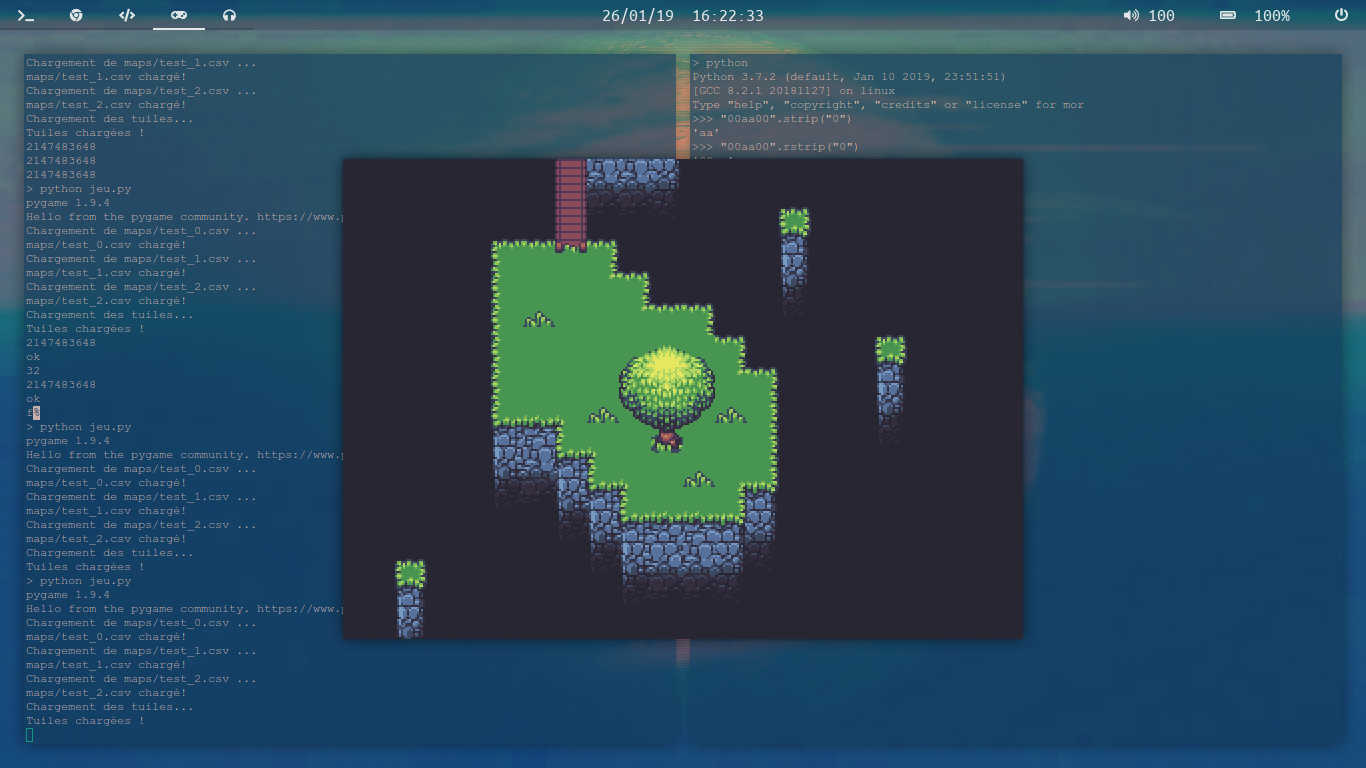 26/01/19 16:22:33
100
100%
Chargement de maps/test_1.csv ...
maps/test_1.csv chargé!
Chargement de maps/test_2.csv ...
maps/test_2.csv chargé!
Chargement des tuiles...
Tuiles chargées !
2147483648
2147483648
2147483648
> python jeu.py
pygame 1.9.4
Hello from the pygame community. https://www.
Chargement de maps/test_0.csv ...
maps/test_0.csv chargé!
Chargement de maps/test_1.csv ...
maps/test_1.csv chargé!
Chargement de maps/test_2.csv ...
maps/test_2.csv chargé!
Chargement des tuiles...
Tuiles chargées !
2147483648
ok
32
2147483648
ok
f%
> python jeu.py
pygame 1.9.4
Hello from the pygame community. https://www.
Chargement de maps/test_0.csv ...
maps/test_0.csv chargé!
Chargement de maps/test_1.csv ...
maps/test_1.csv chargé!
Chargement de maps/test_2.csv ...
maps/test_2.csv chargé!
Chargement des tuiles...
Tuiles chargées !
> python jeu.py
pygame 1.9.4
Hello from the pygame community. https://www.
Chargement de maps/test_0.csv ...
maps/test_0.csv chargé!
Chargement de maps/test_1.csv ...
maps/test_1.csv chargé!
Chargement de maps/test_2.csv ...
maps/test_2.csv chargé!
Chargement des tuiles...
Tuiles chargées !
> python
Python 3.7.2 (default, Jan 10 2019, 23:51:51)
[GCC 8.2.1 20181127] on linux
Type "help", "copyright", "credits" or "license" for mor
>>> "00aa00".strip("0")
'aa'
>>> "00aa00".rstrip("0")